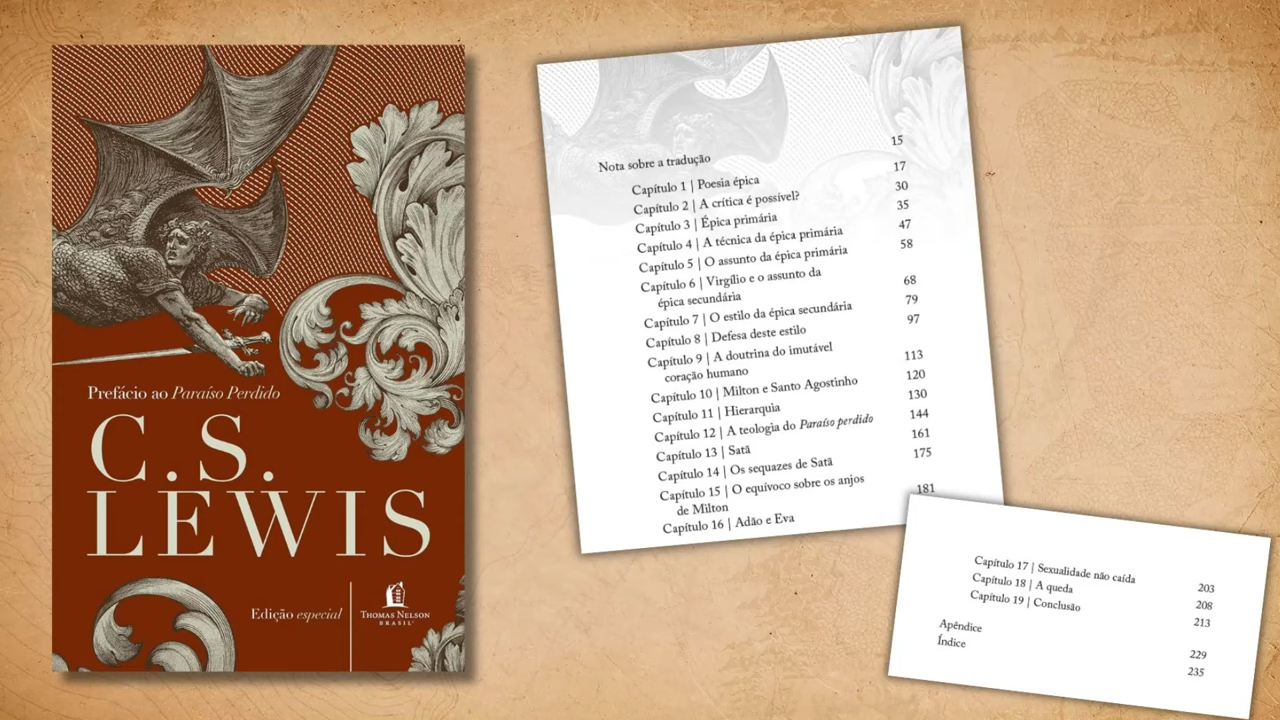 Prefácio ao Paraíso Perdido
C.S.
LEWIS
Edição especial
THOMAS NELSON
BRASIL
Nota sobre a tradução 15
Capítulo 1 | Poesia épica 17
Capítulo 2 | A crítica é possível? 30
Capítulo 3 | Épica primária 35
Capítulo 4 | A técnica da épica primária 47
Capítulo 5 | O assunto da épica primária 58
Capítulo 6 | Virgílio e o assunto da
épica secundária 68
Capítulo 7 | O estilo da épica secundária 79
Capítulo 8 | Defesa deste estilo 97
Capítulo 9 | A doutrina do imutável
coração humano 113
Capítulo 10 | Milton e Santo Agostinho 120
Capítulo 11 | Hierarquia 130
Capítulo 12 | A teologia do Paraíso perdido 144
Capítulo 13 | Satã 161
Capítulo 14 | Os sequazes de Satã 175
Capítulo 15 | O equívoco sobre os anjos
de Milton 181
Capítulo 16 | Adão e Eva
Capítulo 17 | Sexualidade não caída 203
Capítulo 18 | A queda 208
Capítulo 19 | Conclusão 213
Apêndice 229
Índice 235